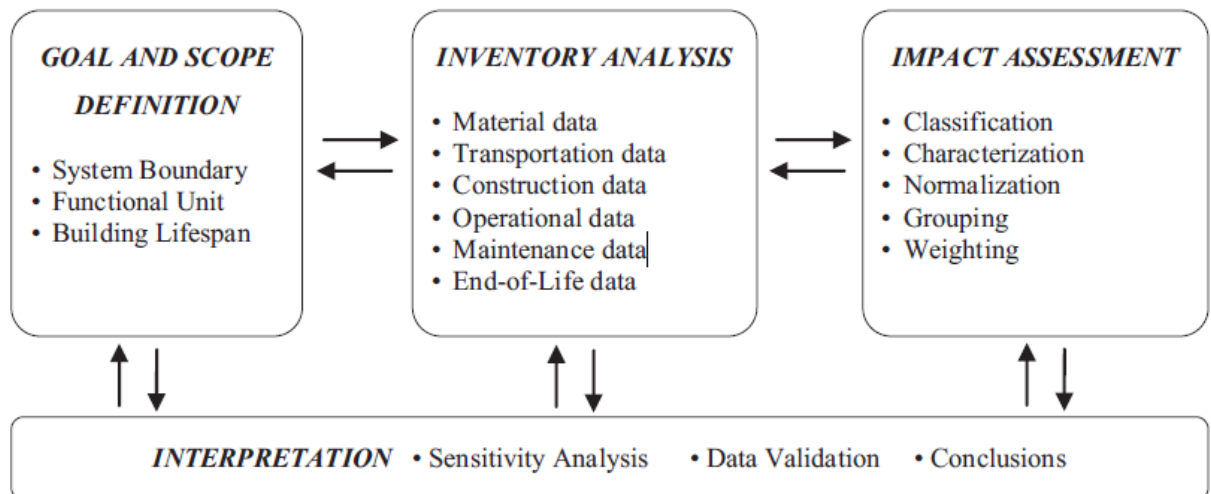 GOAL AND SCOPE
DEFINITION
• System Boundary
• Functional Unit
• Building Lifespan
INVENTORY ANALYSIS
• Material data
• Transportation data
• Construction data
• Operational data
• Maintenance data
• End-of-Life data
IMPACT ASSESSMENT
• Classification
• Characterization
• Normalization
• Grouping
• Weighting
INTERPRETATION • Sensitivity Analysis • Data Validation • Conclusions